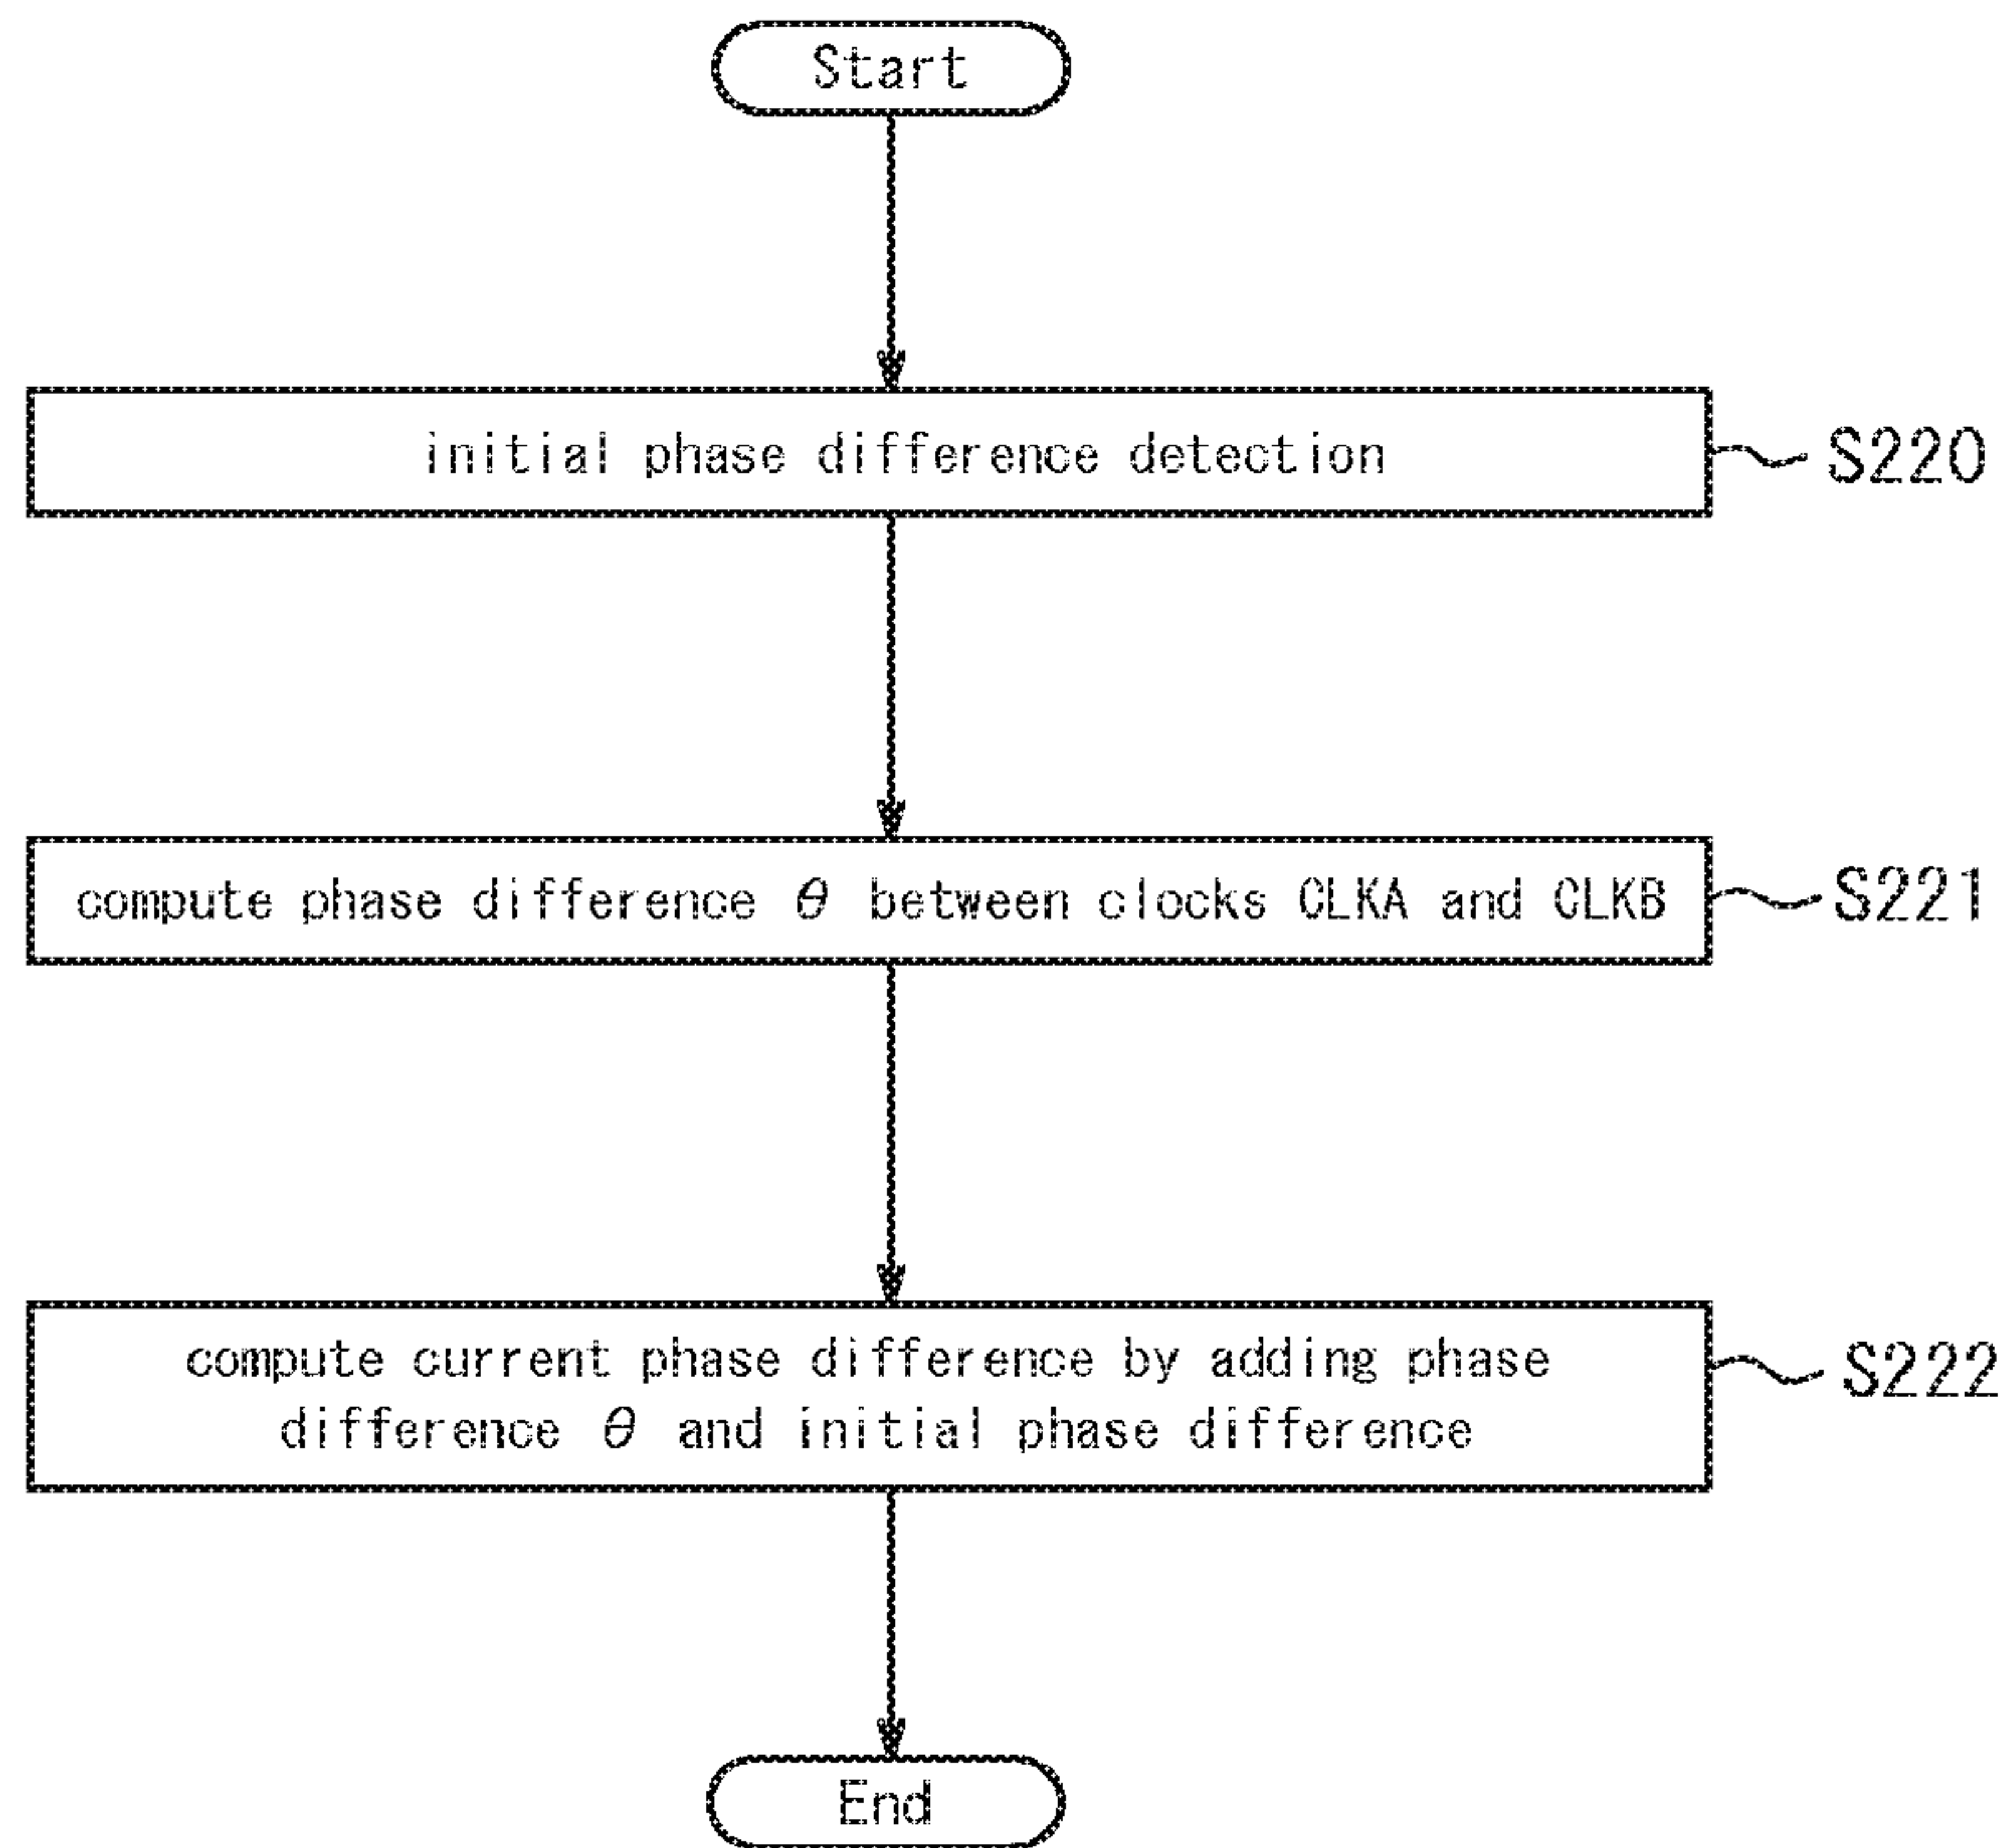 Start
initial phase difference detection
S220
compute phase difference θ between clocks CLKA and CLKB
S221
compute current phase difference by adding phase
difference θ and initial phase difference
S222
End